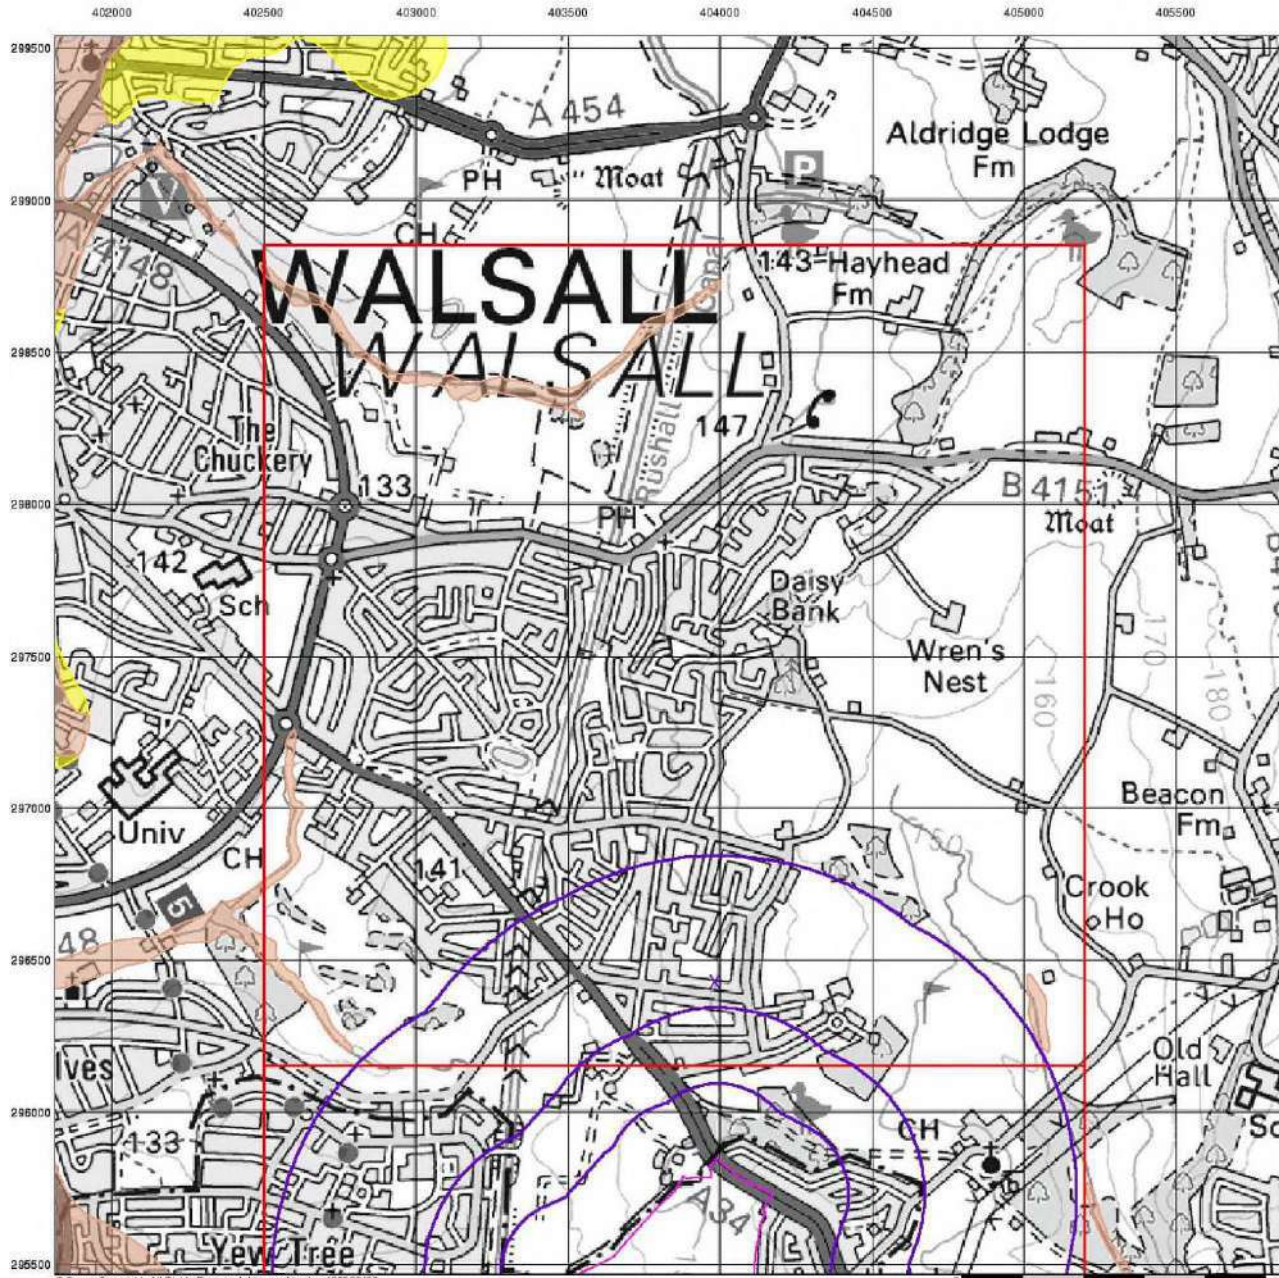 402000 402500 403000 403500 404000 404500 405000 405500
299500
A 454
Aldridge Lodge
Fm
P
PH
Moat
V
299000
CH
A 4148
WALSALL
143
Hayhead
Fm
Canal
298500
WALSALL
147
Rushall
The
Chuckery
133
B 4151
298000
PH
Moat
142
Sch
Daisy
Bank
297500
Wren's
Nest
170
180
160
297000
Beacon
Fm
Univ
CH
141
150
Crook
Ho
5
48
296500
Old
Hall
lves
296000
CH
133
A34
Yew Tree
295500